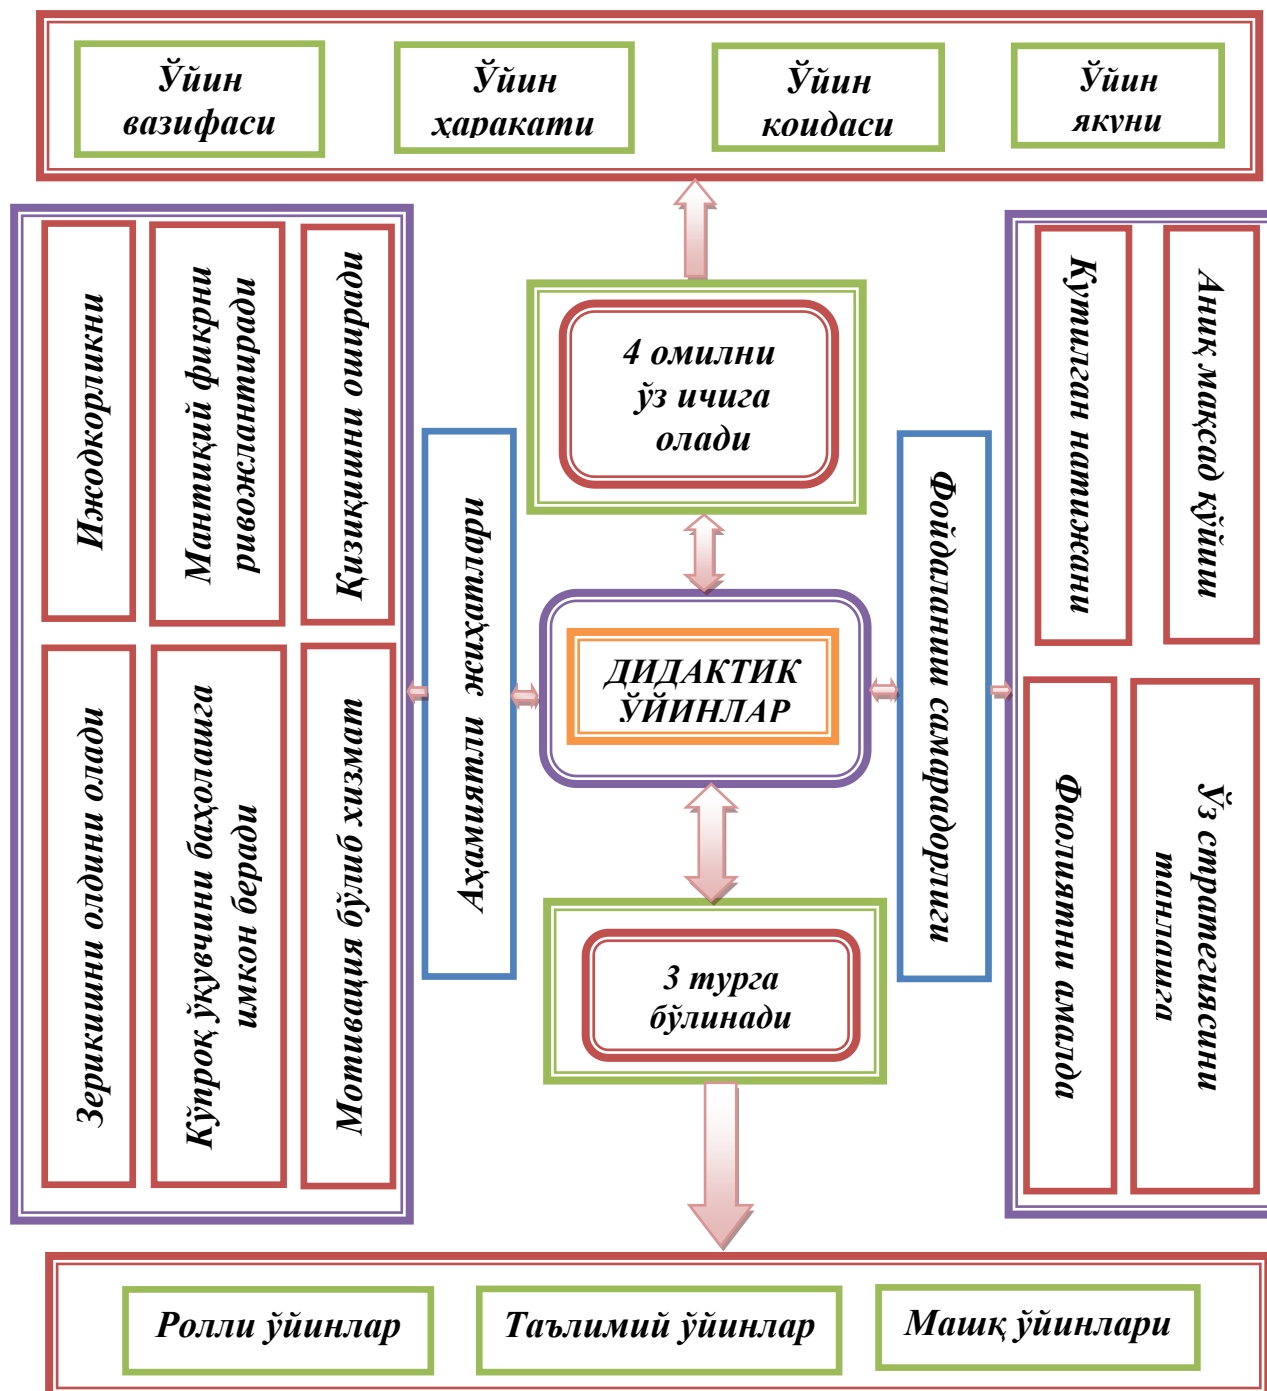 Ўйин
вазифаси
Ўйин
ҳаракати
Ўйин
қоидаси
Ўйин
якуни
Ижодкорликни
Мантиқий фикрни
ривожлантиради
Қизиқишни оширади
Зерикишни олдини олади
Кўпроқ ўқувчини баҳолашга
имкон беради
Мотивация бўлиб хизмат
Аҳамиятли жиҳатлари
4 омилни
ўз ичига
олади
ДИДАКТИК
ЎЙИНЛАР
3 турга
бўлинади
Фойдаланиш самарадорлиги
Кутилган натижани
Аниқ мақсад қўйиш
Фаолиятни амалда
Ўз стратегиясини
танлашга
Ролли ўйинлар
Таълимий ўйинлар
Машқ ўйинлари